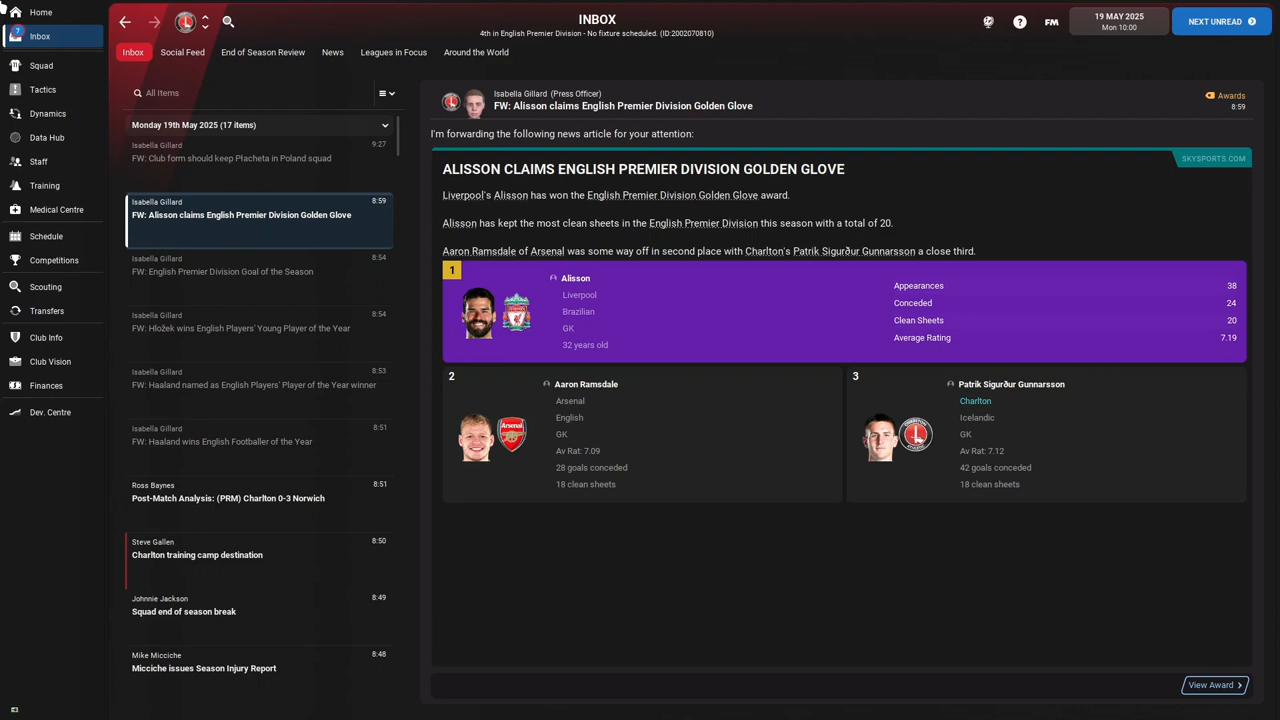 Home
7
Inbox
Squad
Tactics
Dynamics
Data Hub
Staff
Training
Medical Centre
Schedule
Competitions
Scouting
Transfers
Club Info
Club Vision
Finances
Dev. Centre
INBOX
4th in English Premier Division - No fixture scheduled. (ID:2002070810)
?
FM
19 MAY 2025
Mon 10:00
NEXT UNREAD
Inbox
Social Feed
End of Season Review
News
Leagues in Focus
Around the World
All Items
Monday 19th May 2025 (17 items)
Isabella Gillard 9:27
FW: Club form should keep Płacheta in Poland squad
Isabella Gillard 8:59
FW: Alisson claims English Premier Division Golden Glove
Isabella Gillard 8:54
FW: English Premier Division Goal of the Season
Isabella Gillard 8:54
FW: Hložek wins English Players' Young Player of the Year
Isabella Gillard 8:53
FW: Haaland named as English Players' Player of the Year winner
Isabella Gillard 8:51
FW: Haaland wins English Footballer of the Year
Ross Baynes 8:51
Post-Match Analysis: (PRM) Charlton 0-3 Norwich
Steve Gallen 8:50
Charlton training camp destination
Johnnie Jackson 8:49
Squad end of season break
Mike Micciche 8:48
Micciche issues Season Injury Report
Isabella Gillard (Press Officer)
FW: Alisson claims English Premier Division Golden Glove
Awards
8:59
I'm forwarding the following news article for your attention:
SKYSPORTS.COM
ALISSON CLAIMS ENGLISH PREMIER DIVISION GOLDEN GLOVE
Liverpool's Alisson has won the English Premier Division Golden Glove award.
Alisson has kept the most clean sheets in the English Premier Division this season with a total of 20.
Aaron Ramsdale of Arsenal was some way off in second place with Charlton's Patrik Sigurður Gunnarsson a close third.
1
Alisson
Liverpool
Brazilian
GK
32 years old
Appearances 38
Conceded 24
Clean Sheets 20
Average Rating 7.19
2
Aaron Ramsdale
Arsenal
English
GK
Av Rat: 7.09
28 goals conceded
18 clean sheets
3
Patrik Sigurður Gunnarsson
Charlton
Icelandic
GK
Av Rat: 7.12
42 goals conceded
18 clean sheets
View Award